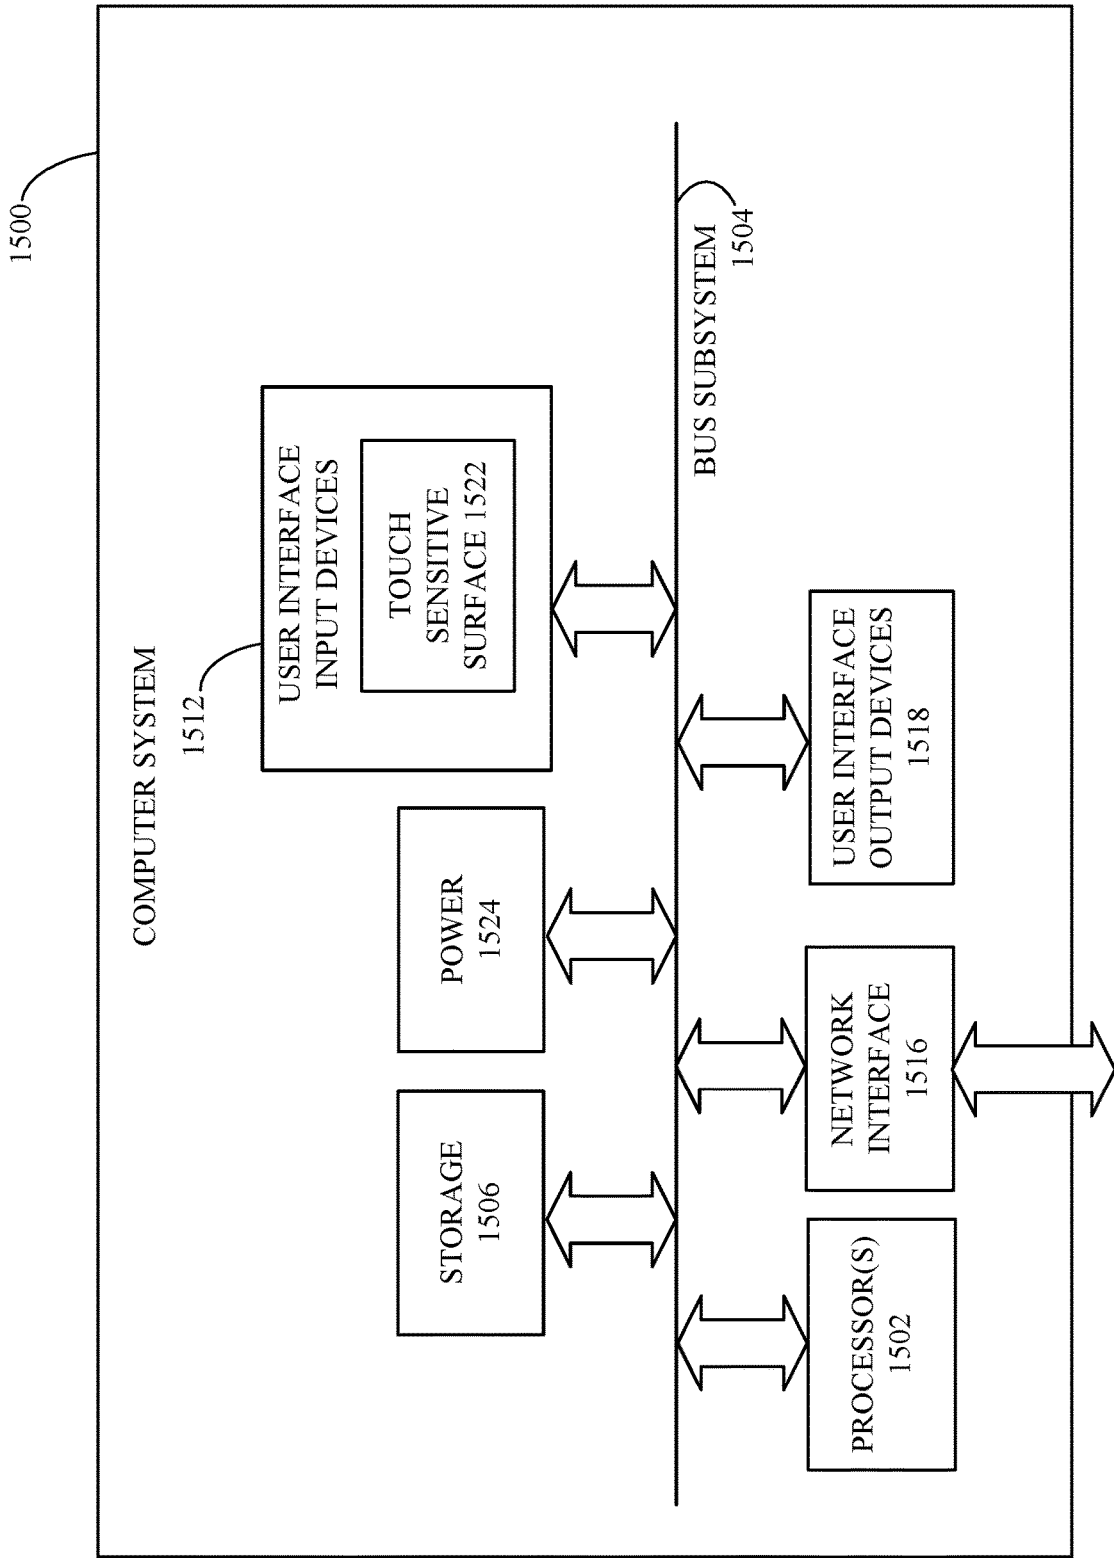 1500
COMPUTER SYSTEM
1512
USER INTERFACE
INPUT DEVICES
TOUCH
SENSITIVE
SURFACE 1522
STORAGE
1506
POWER
1524
BUS SUBSYSTEM
1504
PROCESSOR(S)
1502
NETWORK
INTERFACE
1516
USER INTERFACE
OUTPUT DEVICES
1518